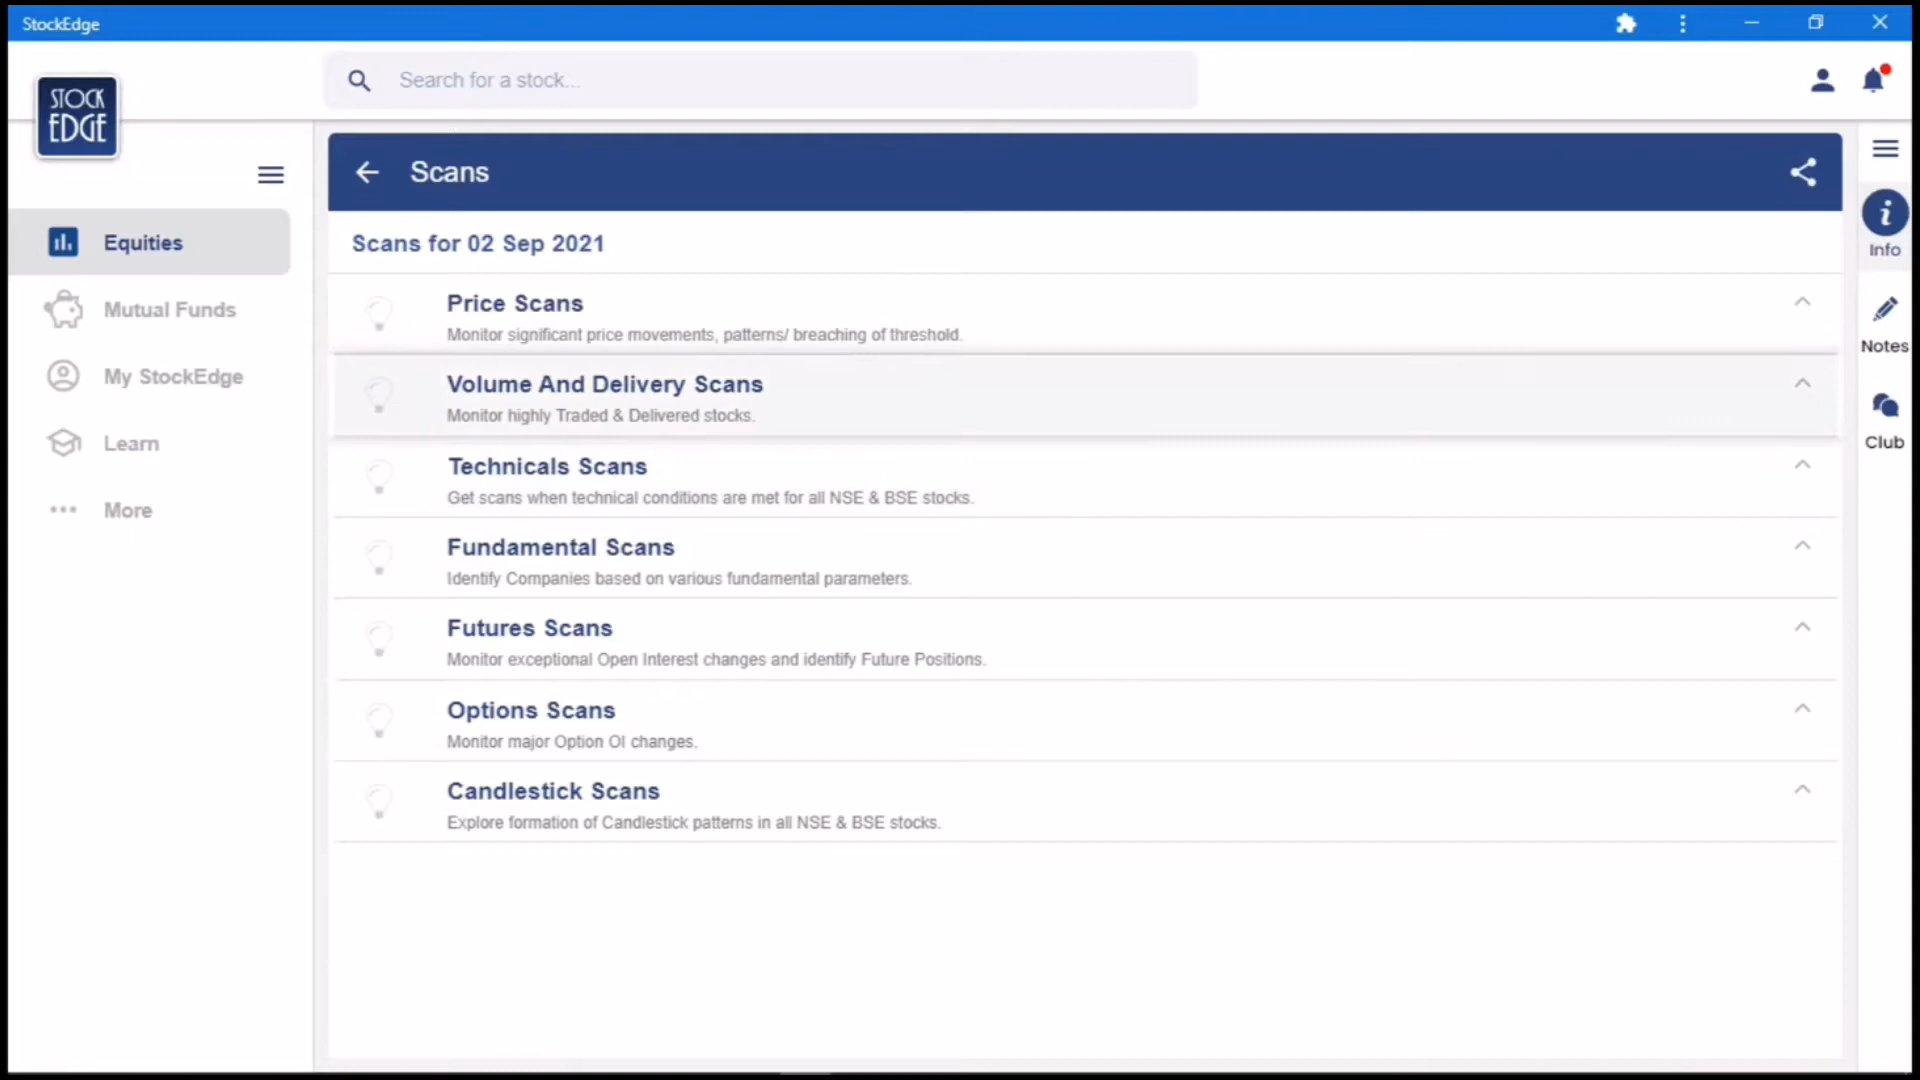 StockEdge
STOCK
EDGE
Search for a stock...
Equities
Mutual Funds
My StockEdge
Learn
More
Scans
Scans for 02 Sep 2021
Price Scans
Monitor significant price movements, patterns/ breaching of threshold.
Volume And Delivery Scans
Monitor highly Traded & Delivered stocks.
Technicals Scans
Get scans when technical conditions are met for all NSE & BSE stocks.
Fundamental Scans
Identify Companies based on various fundamental parameters.
Futures Scans
Monitor exceptional Open Interest changes and identify Future Positions.
Options Scans
Monitor major Option OI changes.
Candlestick Scans
Explore formation of Candlestick patterns in all NSE & BSE stocks.
Info
Notes
Club